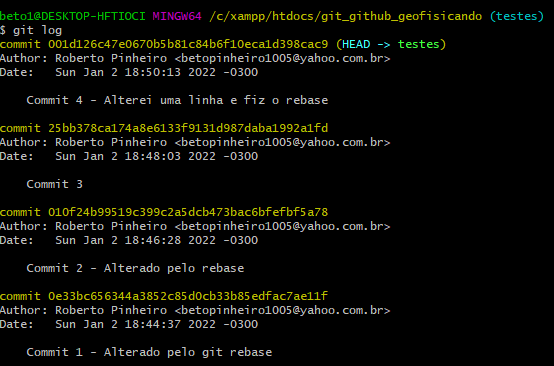 beto1@DESKTOP-HFTIOCI MINGW64 /c/xampp/htdocs/git_github_geofisicando (testes)
$ git log
commit 001d126c47e0670b5b81c84b6f10eca1d398cac9 (HEAD -> testes)
Author: Roberto Pinheiro <betopinheiro1005@yahoo.com.br>
Date:   Sun Jan 2 18:50:13 2022 -0300
Commit 4 - Alterei uma linha e fiz o rebase
commit 25bb378ca174a8e6133f9131d987daba1992a1fd
Author: Roberto Pinheiro <betopinheiro1005@yahoo.com.br>
Date:   Sun Jan 2 18:48:03 2022 -0300
Commit 3
commit 010f24b99519c399c2a5dcb473bac6bfefbf5a78
Author: Roberto Pinheiro <betopinheiro1005@yahoo.com.br>
Date:   Sun Jan 2 18:46:28 2022 -0300
Commit 2 - Alterado pelo rebase
commit 0e33bc656344a3852c85d0cb33b85edfac7ae11f
Author: Roberto Pinheiro <betopinheiro1005@yahoo.com.br>
Date:   Sun Jan 2 18:44:37 2022 -0300
Commit 1 - Alterado pelo git rebase